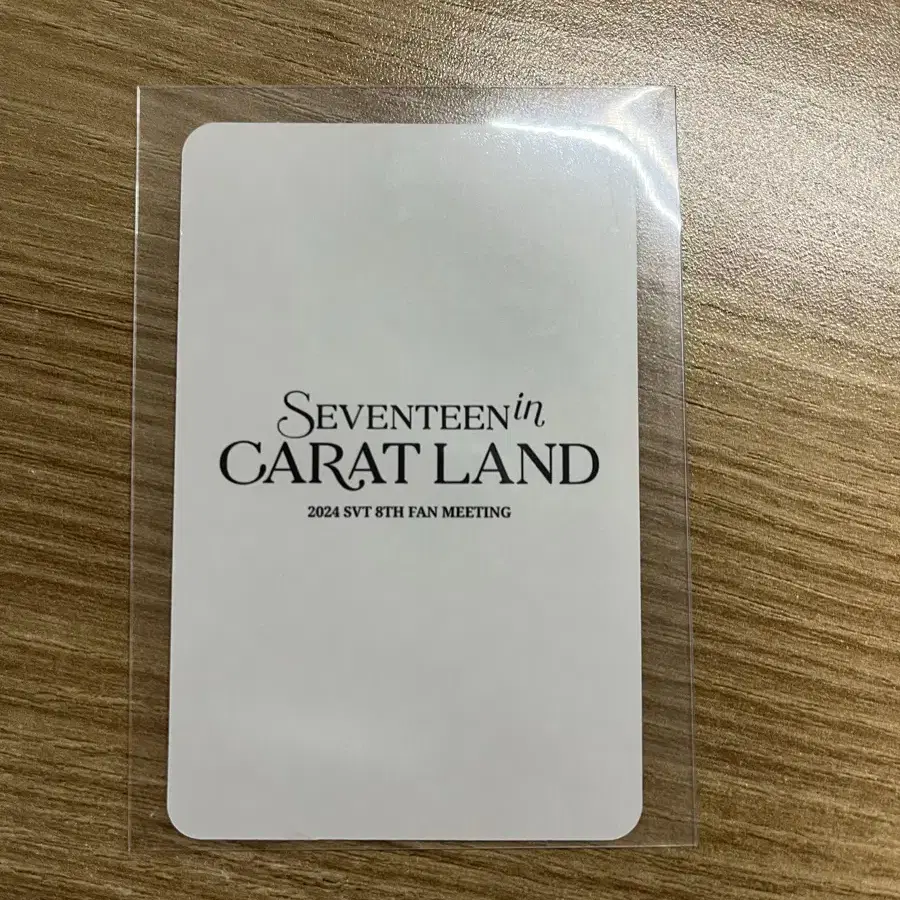 SEVENTEEN in
CARAT LAND
2024 SVT 8TH FAN MEETING